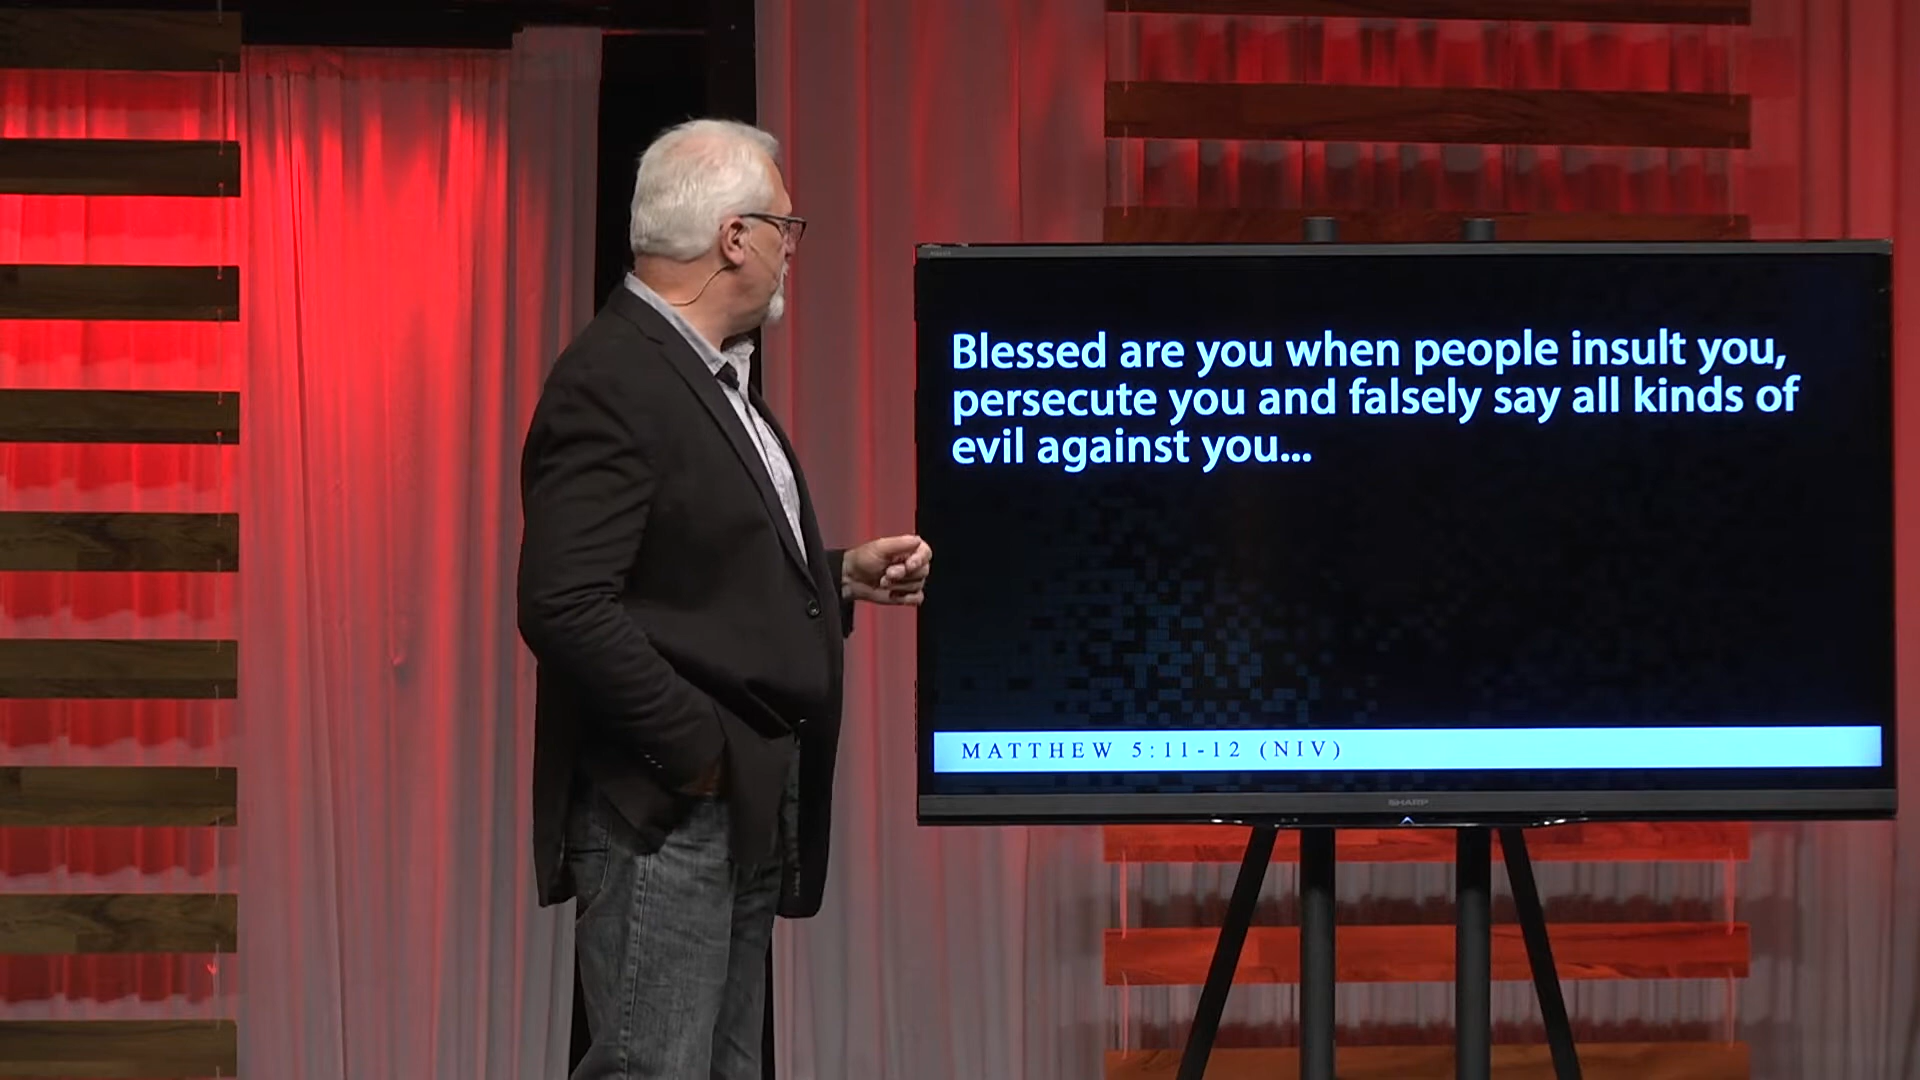 Blessed are you when people insult you,
persecute you and falsely say all kinds of
evil against you...
MATTHEW 5:11-12 (NIV)
SHARP